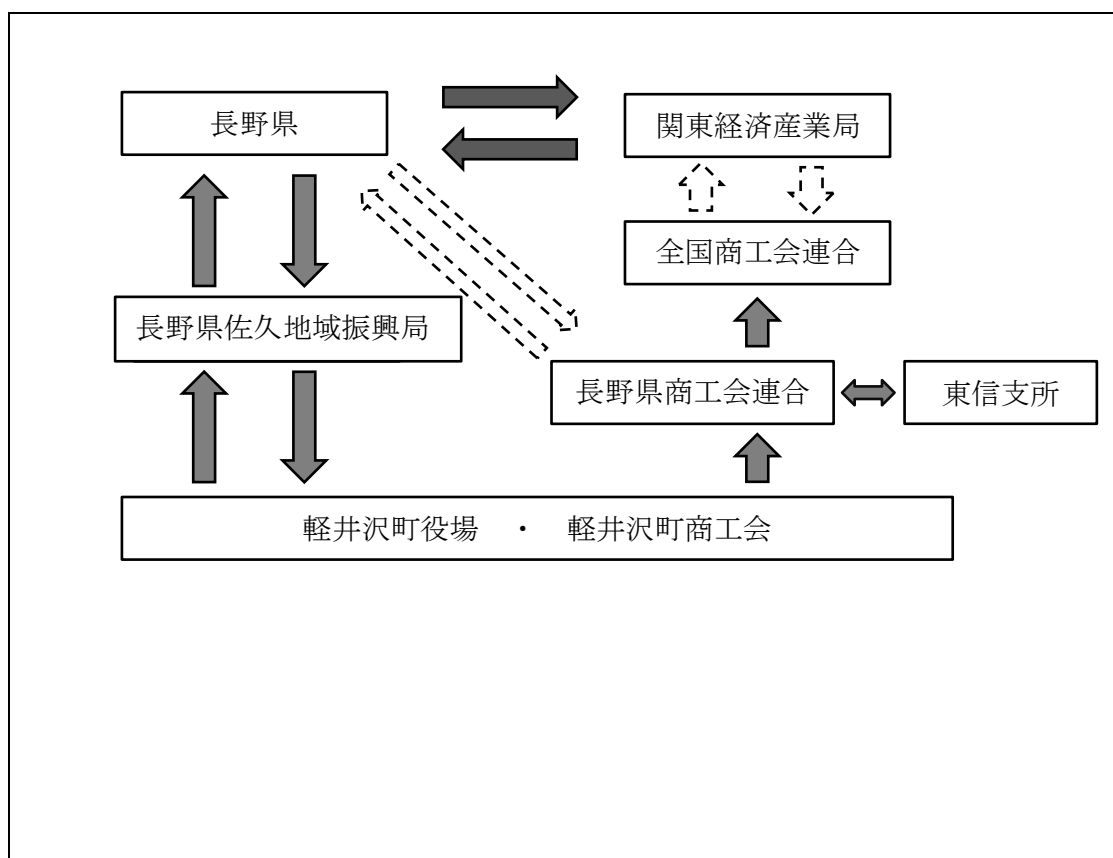 長野県
関東経済産業局
全国商工会連合
長野県佐久地域振興局
長野県商工会連合
東信支所
軽井沢町役場 ・ 軽井沢町商工会